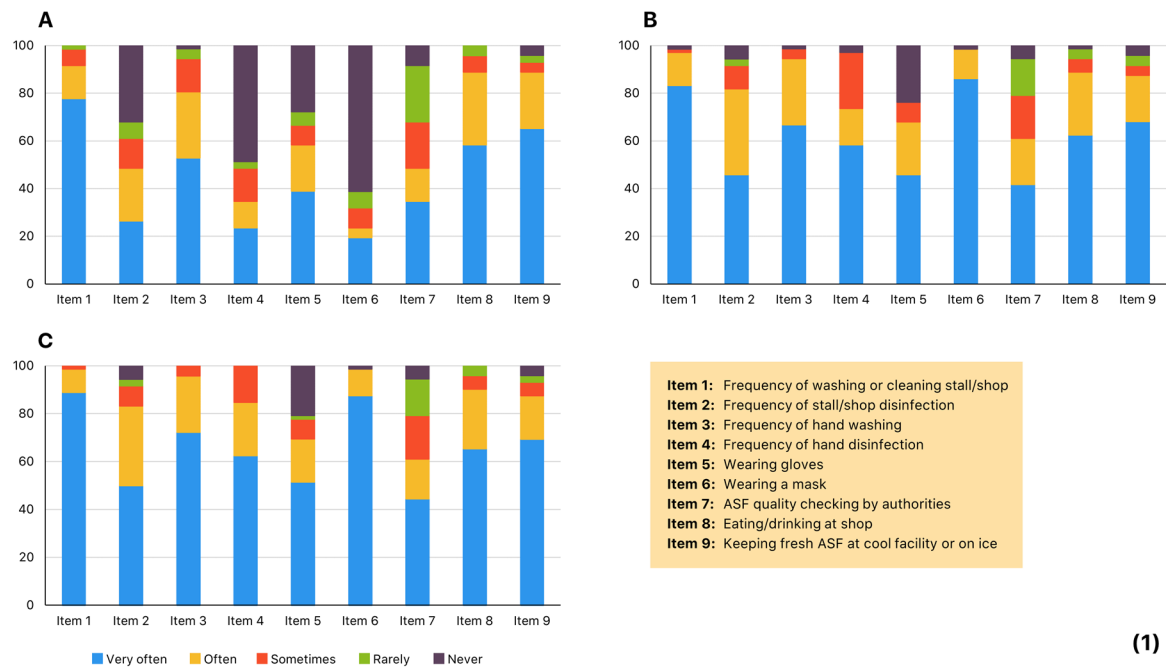 A
100
80
60
40
20
0
Item 1 Item 2 Item 3 Item 4 Item 5 Item 6 Item 7 Item 8 Item 9
B
100
80
60
40
20
0
Item 1 Item 2 Item 3 Item 4 Item 5 Item 6 Item 7 Item 8 Item 9
C
100
80
60
40
20
0
Item 1 Item 2 Item 3 Item 4 Item 5 Item 6 Item 7 Item 8 Item 9
Very often Often Sometimes Rarely Never
Item 1: Frequency of washing or cleaning stall/shop
Item 2: Frequency of stall/shop disinfection
Item 3: Frequency of hand washing
Item 4: Frequency of hand disinfection
Item 5: Wearing gloves
Item 6: Wearing a mask
Item 7: ASF quality checking by authorities
Item 8: Eating/drinking at shop
Item 9: Keeping fresh ASF at cool facility or on ice
(1)